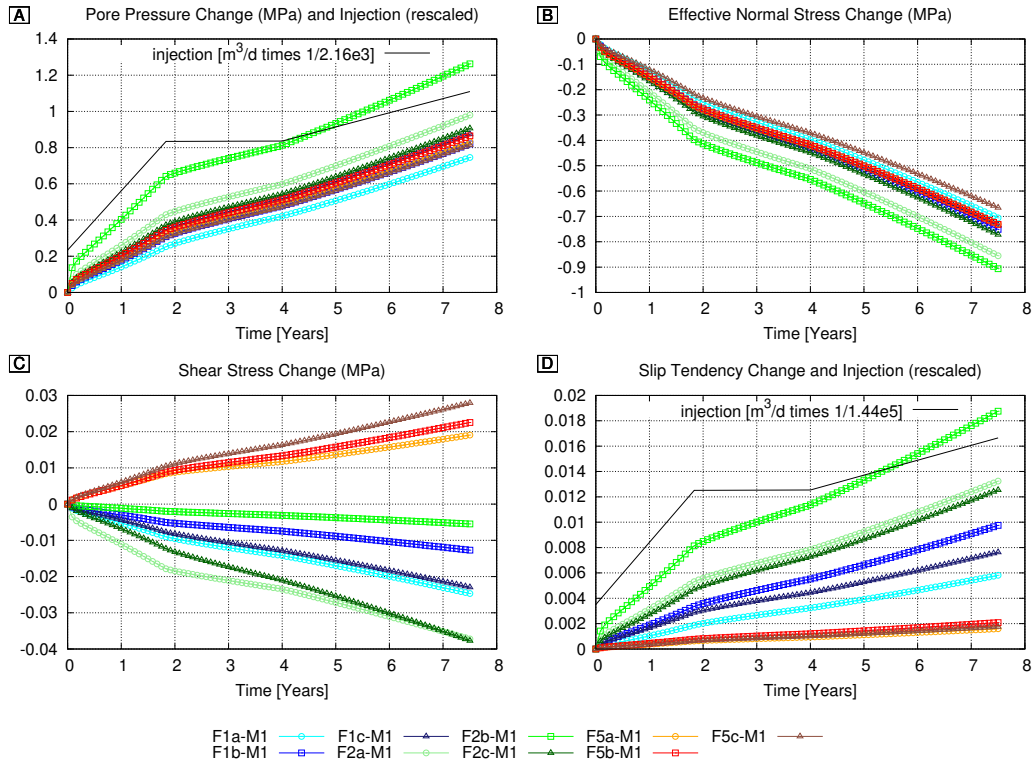 A Pore Pressure Change (MPa) and Injection (rescaled)
injection [m^3/d times 1/2.16e3]
1.4
1.2
1
0.8
0.6
0.4
0.2
0
0 1 2 3 4 5 6 7 8
Time [Years]
B Effective Normal Stress Change (MPa)
0
-0.1
-0.2
-0.3
-0.4
-0.5
-0.6
-0.7
-0.8
-0.9
-1
0 1 2 3 4 5 6 7 8
Time [Years]
C Shear Stress Change (MPa)
0.03
0.02
0.01
0
-0.01
-0.02
-0.03
-0.04
0 1 2 3 4 5 6 7 8
Time [Years]
D Slip Tendency Change and Injection (rescaled)
injection [m^3/d times 1/1.44e5]
0.02
0.018
0.016
0.014
0.012
0.01
0.008
0.006
0.004
0.002
0
0 1 2 3 4 5 6 7 8
Time [Years]
F1a-M1 F1c-M1 F2b-M1 F5a-M1 F5c-M1
F1b-M1 F2a-M1 F2c-M1 F5b-M1